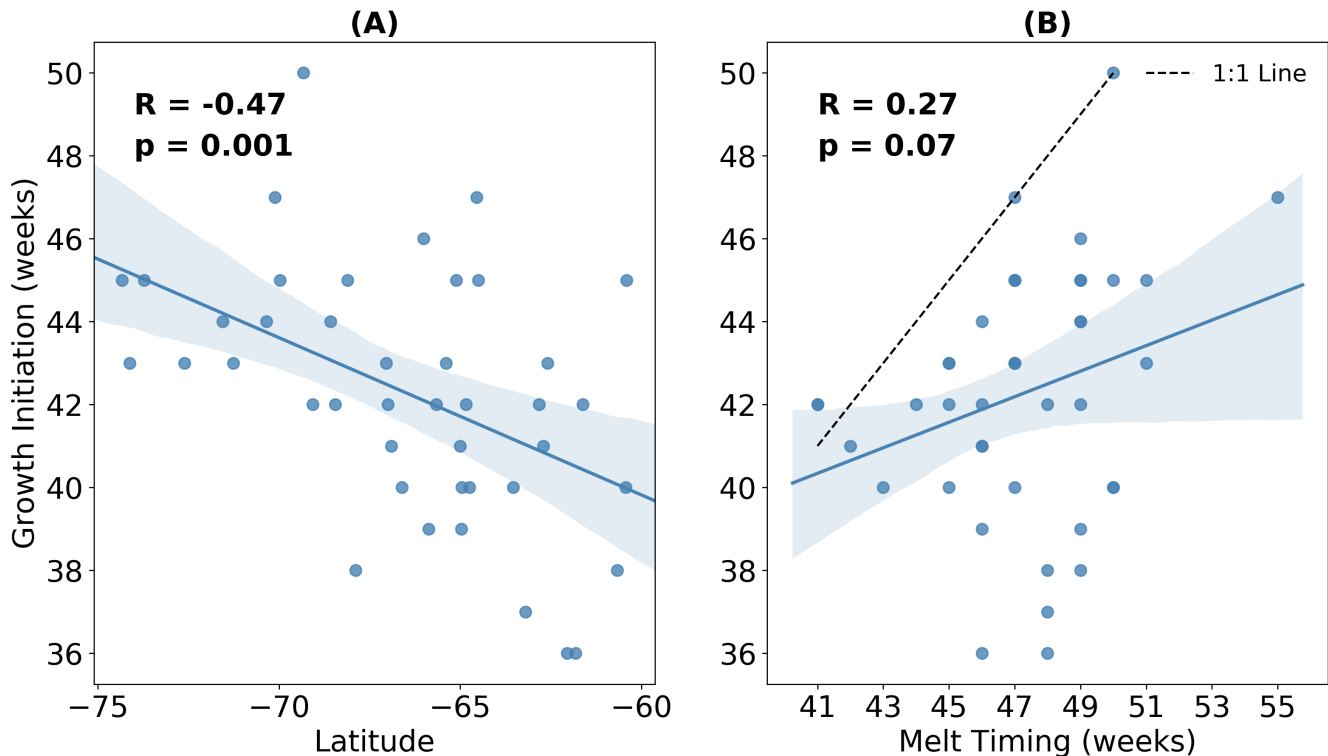 (A)
R = -0.47
p = 0.001
50
48
46
44
42
40
38
36
Growth Initiation (weeks)
−75 −70 −65 −60
Latitude
(B)
R = 0.27
p = 0.07
1:1 Line
50
48
46
44
42
40
38
36
41 43 45 47 49 51 53 55
Melt Timing (weeks)